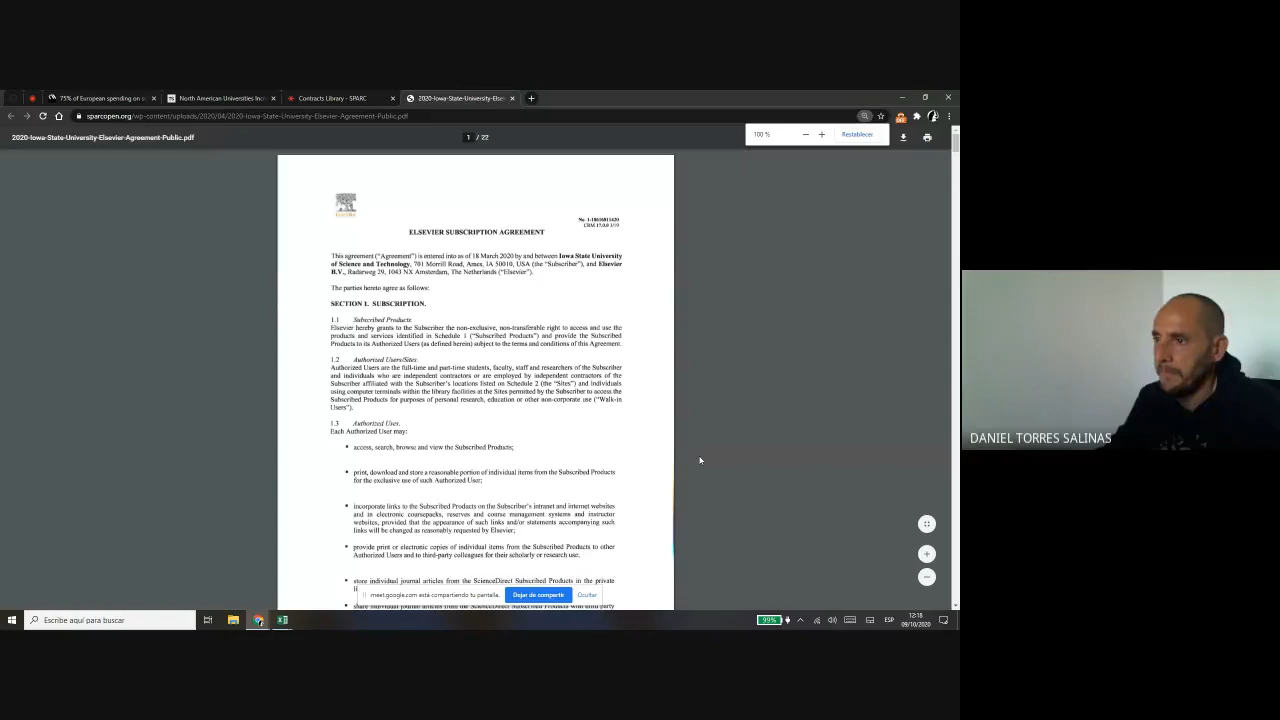 75% of European spending on s
North American Universities Incr
Contracts Library - SPARC
2020-Iowa-State-University-Else
sparcopen.org/wp-content/uploads/2020/04/2020-Iowa-State-University-Elsevier-Agreement-Public.pdf
2020-Iowa-State-University-Elsevier-Agreement-Public.pdf
1 / 22
100 %
Restablecer
ELSEVIER SUBSCRIPTION AGREEMENT
This agreement ("Agreement") is entered into as of 18 March 2020 by and between Iowa State University
of Science and Technology, 701 Morrill Road, Ames, IA 50010, USA (the "Subscriber"), and Elsevier
B.V., Radarweg 29, 1043 NX Amsterdam, The Netherlands ("Elsevier").
The parties hereto agree as follows:
SECTION 1. SUBSCRIPTION.
1.1 Subscribed Products.
Elsevier hereby grants to the Subscriber the non-exclusive, non-transferable right to access and use the
products and services identified in Schedule 1 ("Subscribed Products") and provide the Subscribed
Products to its Authorized Users (as defined herein) subject to the terms and conditions of this Agreement.
1.2 Authorized Users/Sites.
Authorized Users are the full-time and part-time students, faculty, staff and researchers of the Subscriber
and individuals who are independent contractors or are employed by independent contractors of the
Subscriber affiliated with the Subscriber's locations listed on Schedule 2 (the "Sites") and individuals
using computer terminals within the library facilities at the Sites permitted by the Subscriber to access the
Subscribed Products for purposes of personal research, education or other non-corporate use ("Walk-in
Users").
1.3 Authorized Uses.
Each Authorized User may:
▪ access, search, browse and view the Subscribed Products;
▪ print, download and store a reasonable portion of individual items from the Subscribed Products
for the exclusive use of such Authorized User;
▪ incorporate links to the Subscribed Products on the Subscriber's intranet and internet websites
and in electronic coursepacks, reserves and course management systems and instructor
websites, provided that the appearance of such links and/or statements accompanying such
links will be changed as reasonably requested by Elsevier;
▪ provide print or electronic copies of individual items from the Subscribed Products to other
Authorized Users and to third-party colleagues for their scholarly or research use.
▪ store individual journal articles from the ScienceDirect Subscribed Products in the private
meet.google.com está compartiendo tu pantalla.
Dejar de compartir
Ocultar
▪ share individual journal articles from the ScienceDirect Subscribed Products with third party
Escribe aquí para buscar
99%
ESP
12:18
09/10/2020
DANIEL TORRES SALINAS